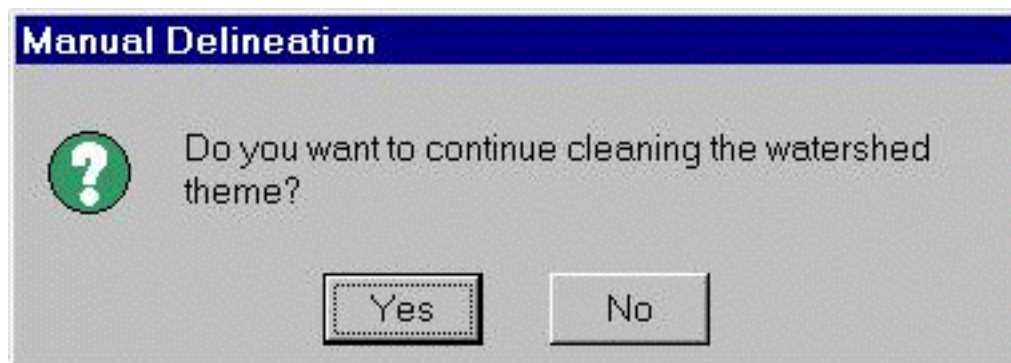 Manual Delineation
Do you want to continue cleaning the watershed
theme?
Yes No